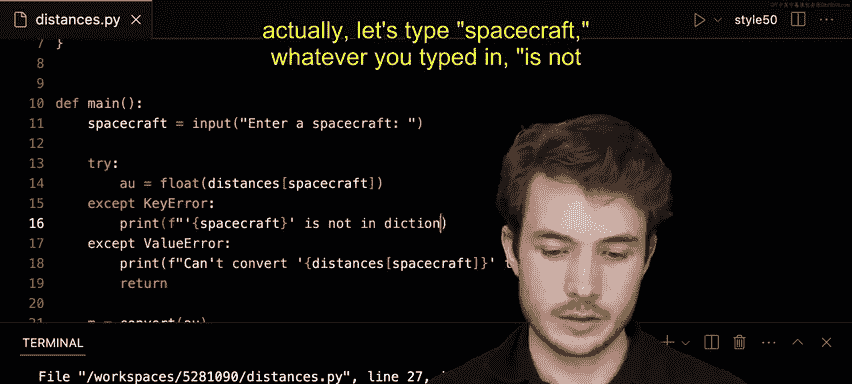 distances.py
style50
actually, let's type "spacecraft,"
whatever you typed in, "is not
7 }
8
9
10 def main():
11 spacecraft = input("Enter a spacecraft: ")
12
13 try:
14 au = float(distances[spacecraft])
15 except KeyError:
16 print(f"'{spacecraft}' is not in diction)
17 except ValueError:
18 print(f"Can't convert '{distances[spacecraft]}'
19 return
20
TERMINAL
File "/workspaces/5281090/distances.py", line 27,